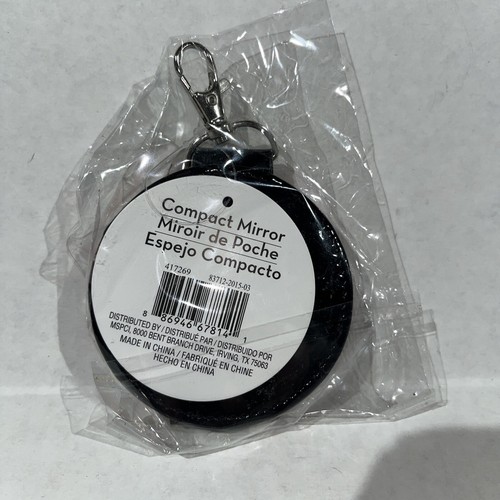 Compact Mirror
Miroir de Poche
Espejo Compacto
417269 83712-2015-03
8 86946 67814 1
DISTRIBUTED BY / DISTRIBUÉ PAR / DISTRIBUIDO POR
MSPCI, 8000 BENT BRANCH DRIVE, IRVING, TX 75063
MADE IN CHINA / FABRIQUÉ EN CHINE
HECHO EN CHINA